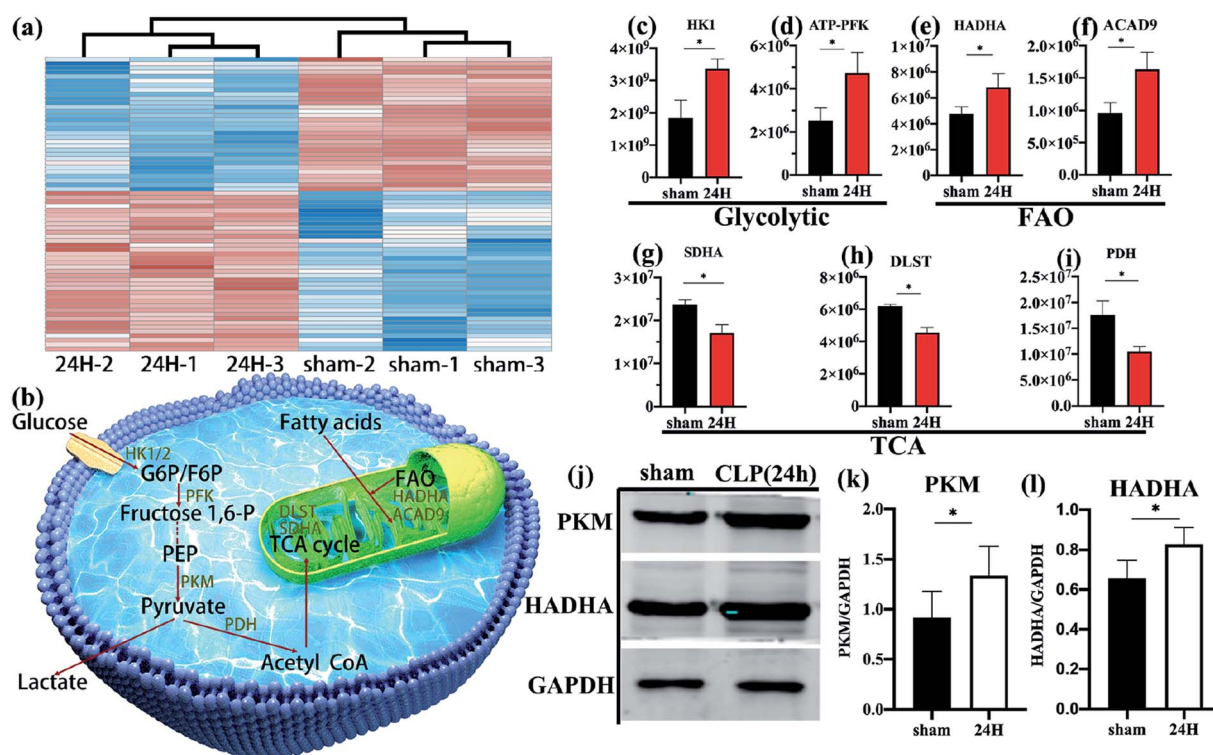 (a)
24H-2 24H-1 24H-3 sham-2 sham-1 sham-3
(b)
Glucose
HK1/2
G6P/F6P
PFK
Fructose 1,6-P
PEP
PKM
Pyruvate
PDH
Lactate
Acetyl CoA
Fatty acids
FAO
HADHA
ACAD9
DLST
SDHA
TCA cycle
(c) HK1
4×10⁹
3×10⁹
2×10⁹
1×10⁹
0
*
sham 24H
(d) ATP-PFK
6×10⁶
4×10⁶
2×10⁶
0
*
sham 24H
Glycolytic
(e) HADHA
1×10⁷
8×10⁶
6×10⁶
4×10⁶
2×10⁶
0
*
sham 24H
(f) ACAD9
2.0×10⁶
1.5×10⁶
1.0×10⁶
5.0×10⁵
0
*
sham 24H
FAO
(g) SDHA
3×10⁷
2×10⁷
1×10⁷
0
*
sham 24H
(h) DLST
8×10⁶
6×10⁶
4×10⁶
2×10⁶
0
*
sham 24H
(i) PDH
2.5×10⁷
2.0×10⁷
1.5×10⁷
1.0×10⁷
5.0×10⁶
0
*
sham 24H
TCA
(j) sham CLP(24h)
PKM
HADHA
GAPDH
(k) PKM
PKM/GAPDH
2.0
1.5
1.0
0.5
0.0
*
sham 24H
(l) HADHA
HADHA/GAPDH
1.0
0.8
0.6
0.4
0.2
0.0
*
sham 24H